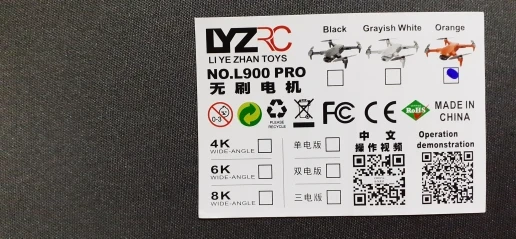 LYZRC
LI YE ZHAN TOYS
NO.L900 PRO
无刷电机
Black Grayish White Orange
0-3
PLEASE
RECYCLE
FC CE RoHS MADE IN
CHINA
4K
WIDE-ANGLE
6K
WIDE-ANGLE
8K
WIDE-ANGLE
单电版
双电版
三电版
中文
操作视频
Operation
demonstration